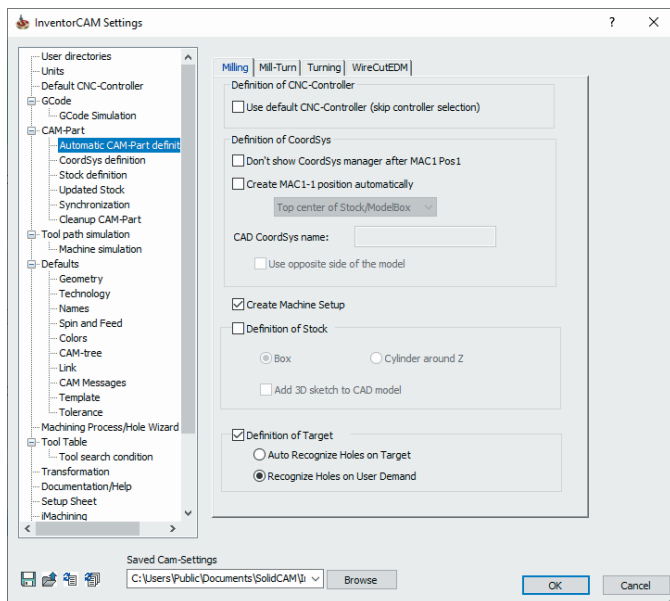 InventorCAM Settings
User directories
Units
Default CNC-Controller
GCode
GCode Simulation
CAM-Part
Automatic CAM-Part definit
CoordSys definition
Stock definition
Updated Stock
Synchronization
Cleanup CAM-Part
Tool path simulation
Machine simulation
Defaults
Geometry
Technology
Names
Spin and Feed
Colors
CAM-tree
Link
CAM Messages
Template
Tolerance
Machining Process/Hole Wizard
Tool Table
Tool search condition
Transformation
Documentation/Help
Setup Sheet
iMachining
Milling Mill-Turn Turning WireCutEDM
Definition of CNC-Controller
Use default CNC-Controller (skip controller selection)
Definition of CoordSys
Don't show CoordSys manager after MAC1 Pos1
Create MAC1-1 position automatically
Top center of Stock/ModelBox
CAD CoordSys name:
Use opposite side of the model
Create Machine Setup
Definition of Stock
Box Cylinder around Z
Add 3D sketch to CAD model
Definition of Target
Auto Recognize Holes on Target
Recognize Holes on User Demand
Saved Cam-Settings
C:\Users\Public\Documents\SolidCAM\Ir Browse
OK Cancel